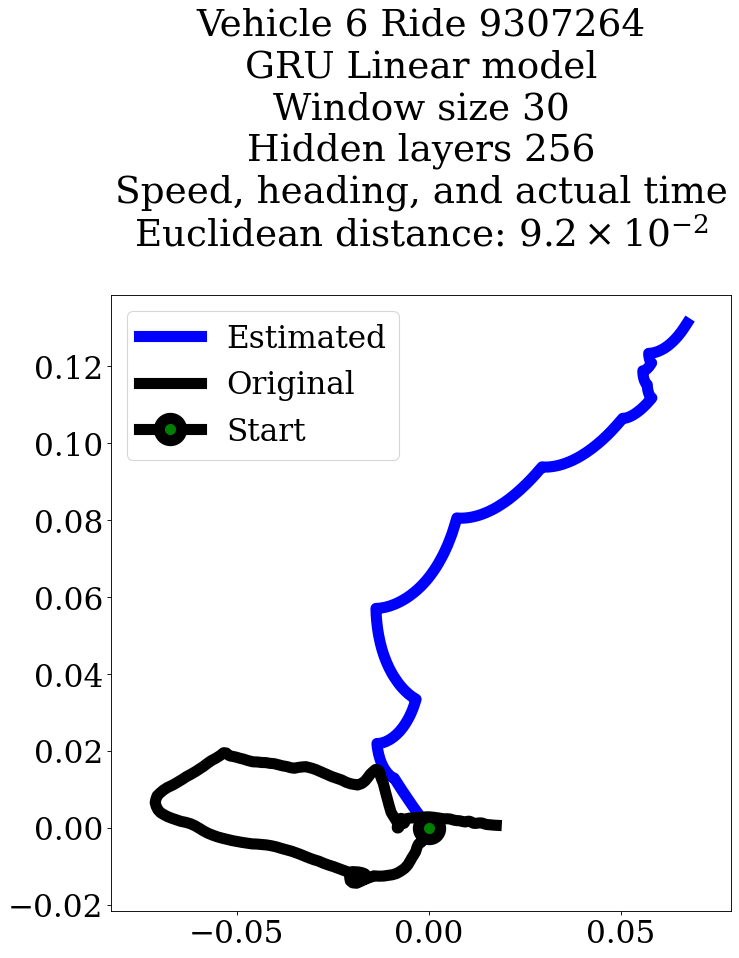 Vehicle 6 Ride 9307264
GRU Linear model
Window size 30
Hidden layers 256
Speed, heading, and actual time
Euclidean distance: 9.2 × 10⁻²
Estimated
Original
Start
0.12
0.10
0.08
0.06
0.04
0.02
0.00
−0.02
−0.05 0.00 0.05